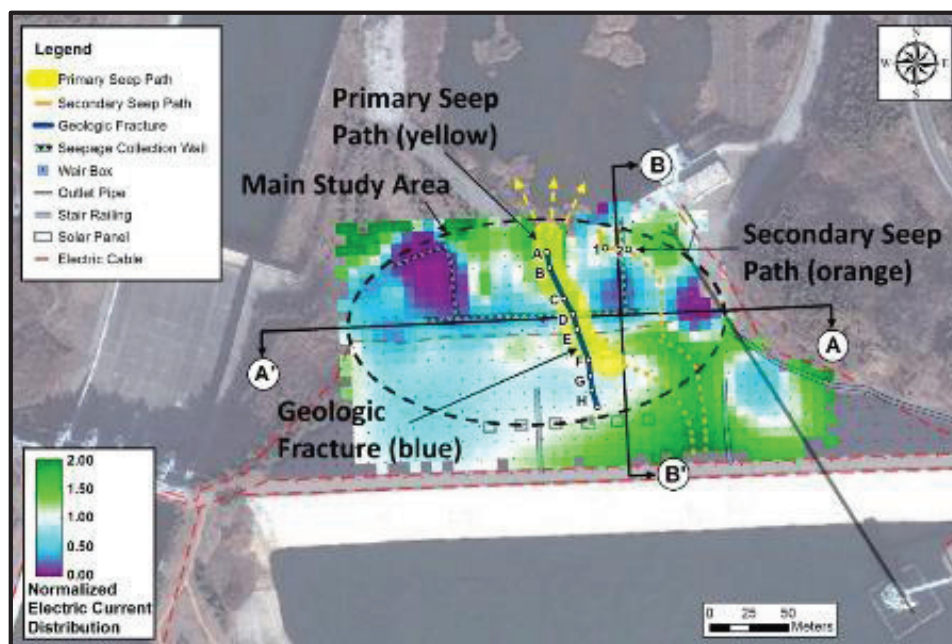 Legend
Primary Seep Path
Secondary Seep Path
Geologic Fracture
Seepage Collection Wall
Wair Box
Outlet Pipe
Stair Railing
Solar Panel
Electric Cable
N
W
E
S
Primary Seep
Path (yellow)
Main Study Area
B
Secondary Seep
Path (orange)
1
2
A
B
C
D
E
F
G
H
A'
A
Geologic
Fracture (blue)
B'
2.00
1.50
1.00
0.50
0.00
Normalized
Electric Current
Distribution
0 25 50
Meters